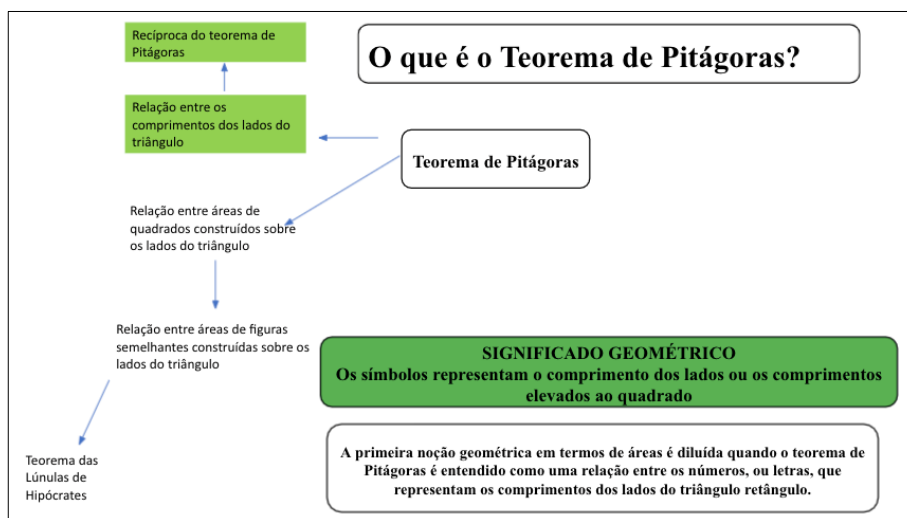 O que é o Teorema de Pitágoras?
Recíproca do teorema de
Pitágoras
Relação entre os
comprimentos dos lados do
triângulo
Teorema de Pitágoras
Relação entre áreas de
quadrados construídos sobre
os lados do triângulo
Relação entre áreas de figuras
semelhantes construídas sobre os
lados do triângulo
Teorema das
Lúnulas de
Hipócrates
SIGNIFICADO GEOMÉTRICO
Os símbolos representam o comprimento dos lados ou os comprimentos
elevados ao quadrado
A primeira noção geométrica em termos de áreas é diluída quando o teorema de
Pitágoras é entendido como uma relação entre os números, ou letras, que
representam os comprimentos dos lados do triângulo retângulo.